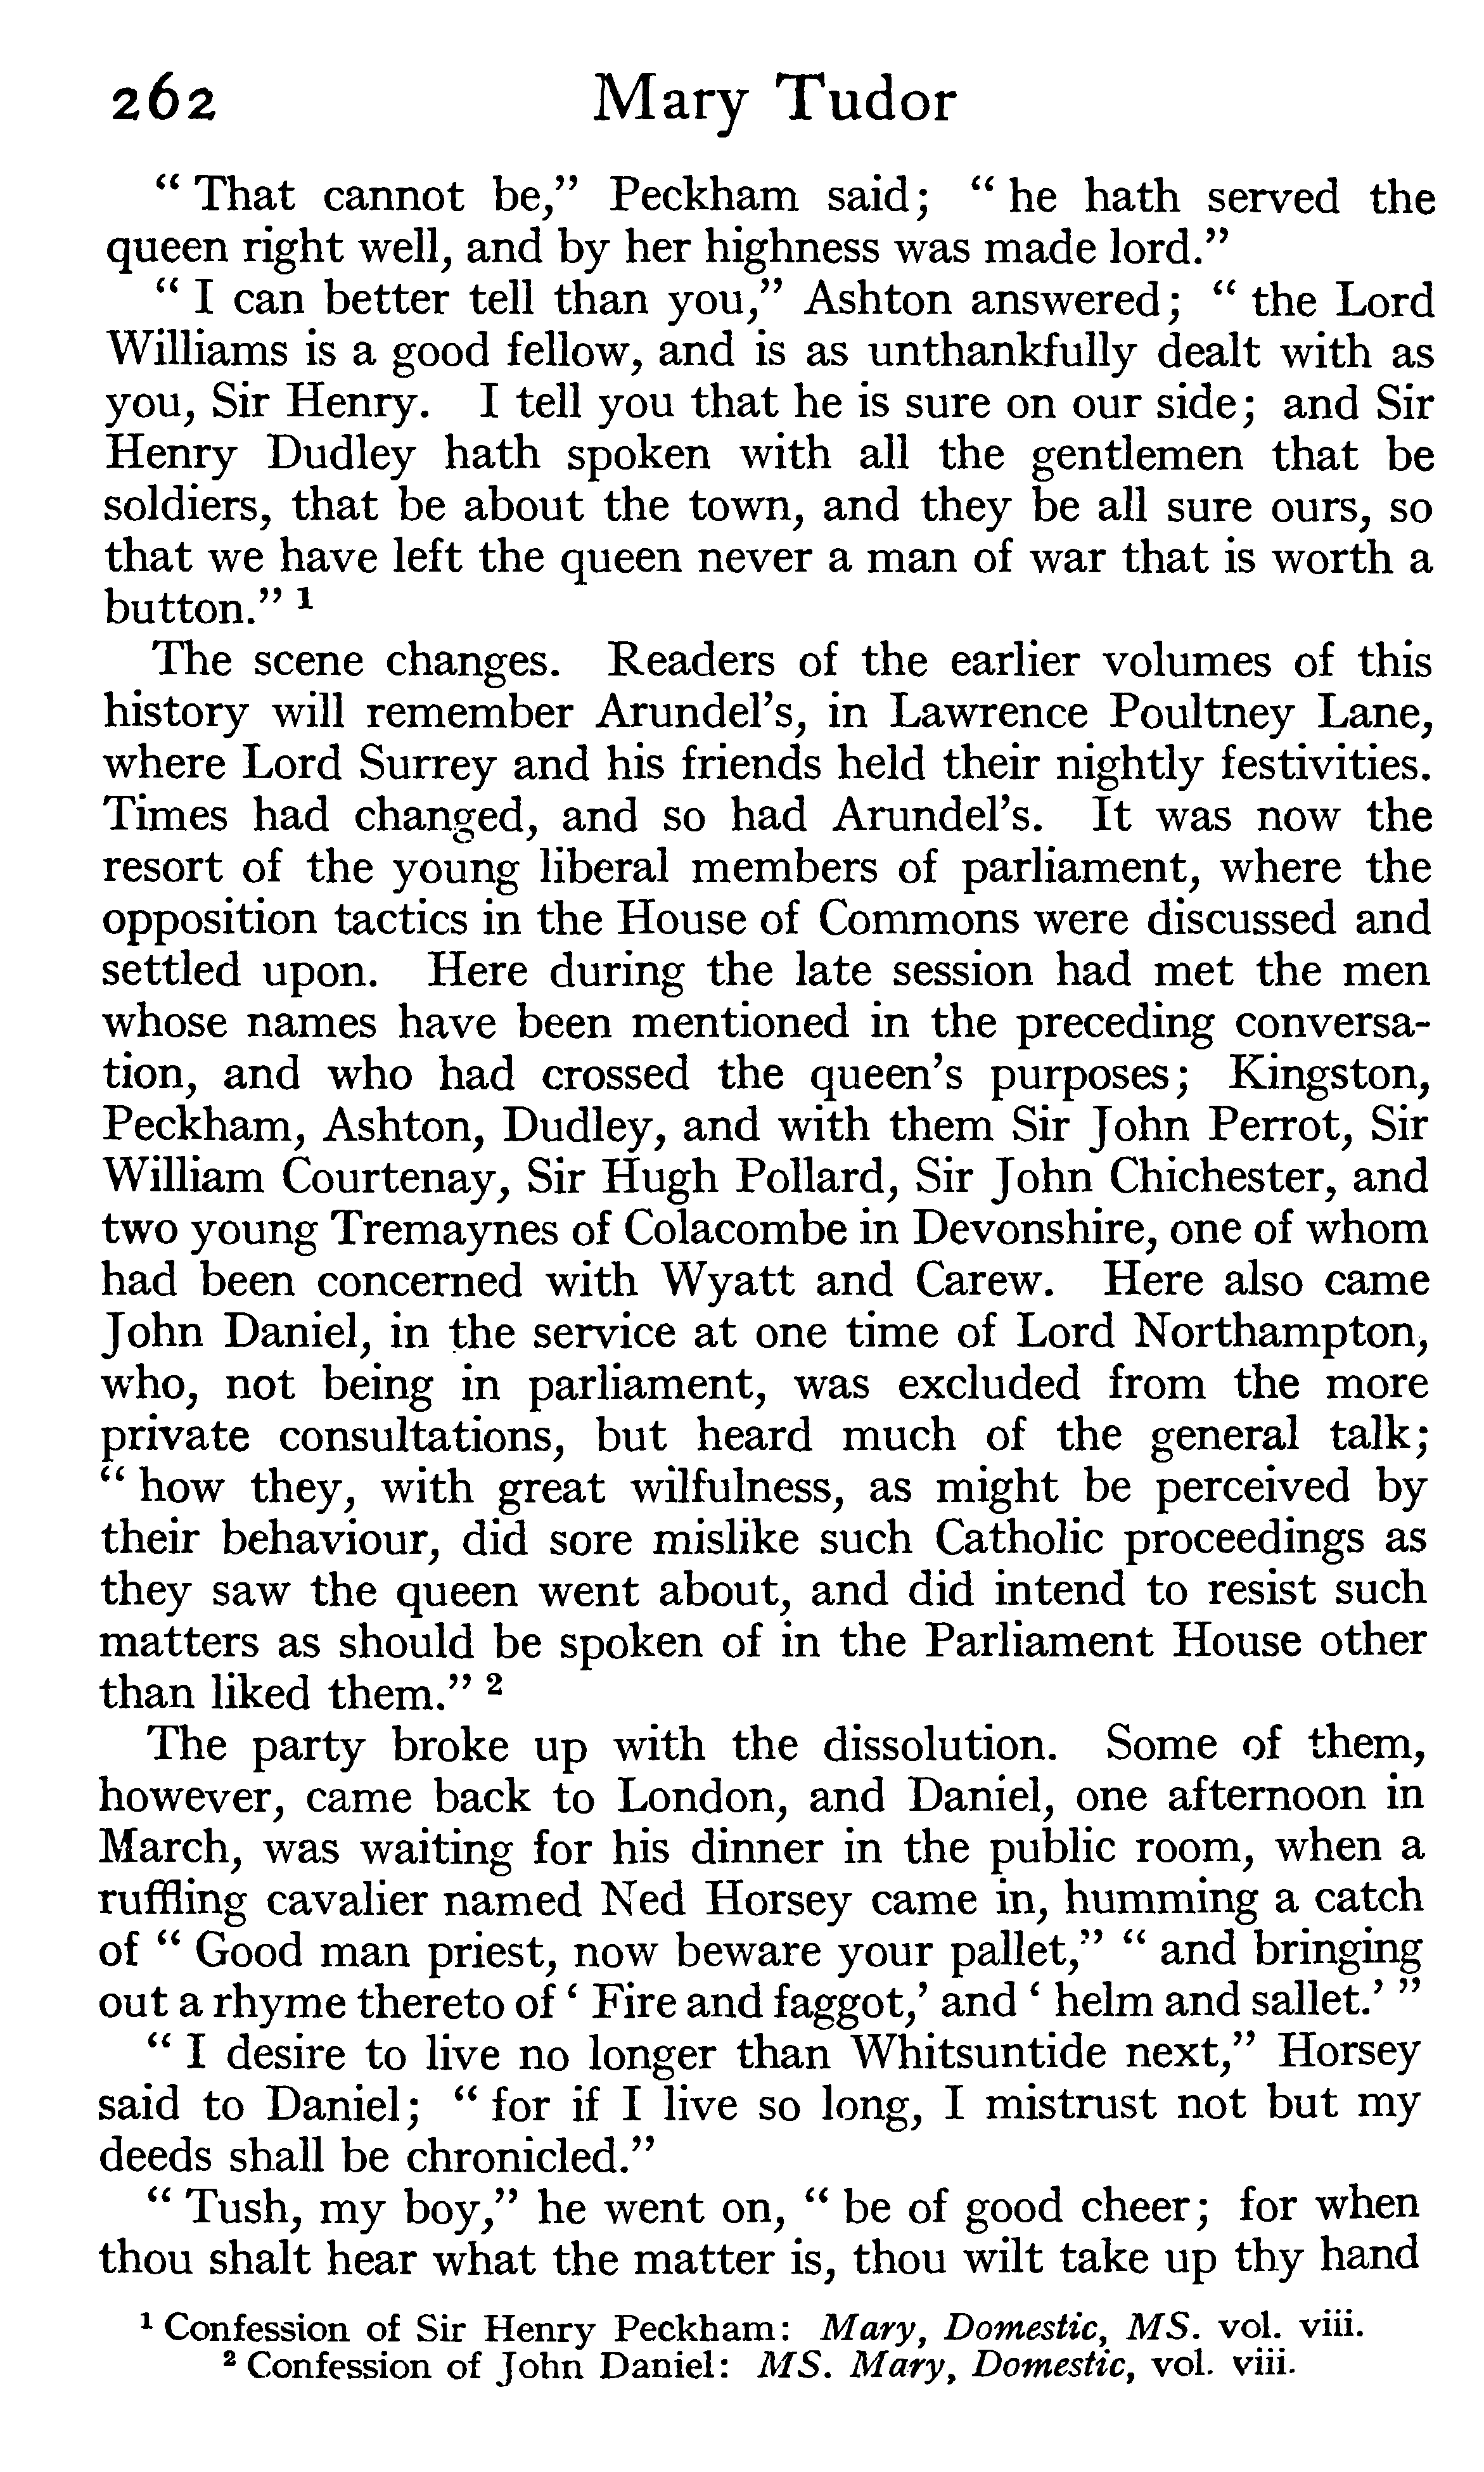 262 Mary Tudor
“ That cannot be,” Peckham said; “ he hath served the
queen right well, and by her highness was made lord.”
“ I can better tell than you,” Ashton answered; “ the Lord
Williams is a good fellow, and is as unthankfully dealt with as
you, Sir Henry. I tell you that he is sure on our side; and Sir
Henry Dudley hath spoken with all the gentlemen that be
soldiers, that be about the town, and they be all sure ours, so
that we have left the queen never a man of war that is worth a
button.” ¹
The scene changes. Readers of the earlier volumes of this
history will remember Arundel’s, in Lawrence Poultney Lane,
where Lord Surrey and his friends held their nightly festivities.
Times had changed, and so had Arundel’s. It was now the
resort of the young liberal members of parliament, where the
opposition tactics in the House of Commons were discussed and
settled upon. Here during the late session had met the men
whose names have been mentioned in the preceding conversa-
tion, and who had crossed the queen’s purposes; Kingston,
Peckham, Ashton, Dudley, and with them Sir John Perrot, Sir
William Courtenay, Sir Hugh Pollard, Sir John Chichester, and
two young Tremaynes of Colacombe in Devonshire, one of whom
had been concerned with Wyatt and Carew. Here also came
John Daniel, in the service at one time of Lord Northampton,
who, not being in parliament, was excluded from the more
private consultations, but heard much of the general talk;
“ how they, with great wilfulness, as might be perceived by
their behaviour, did sore mislike such Catholic proceedings as
they saw the queen went about, and did intend to resist such
matters as should be spoken of in the Parliament House other
than liked them.” ²
The party broke up with the dissolution. Some of them,
however, came back to London, and Daniel, one afternoon in
March, was waiting for his dinner in the public room, when a
ruffling cavalier named Ned Horsey came in, humming a catch
of “ Good man priest, now beware your pallet,” “ and bringing
out a rhyme thereto of ‘ Fire and faggot,’ and ‘ helm and sallet.’ ”
“ I desire to live no longer than Whitsuntide next,” Horsey
said to Daniel; “ for if I live so long, I mistrust not but my
deeds shall be chronicled.”
“ Tush, my boy,” he went on, “ be of good cheer; for when
thou shalt hear what the matter is, thou wilt take up thy hand
¹ Confession of Sir Henry Peckham: Mary, Domestic, MS. vol. viii.
² Confession of John Daniel: MS. Mary, Domestic, vol. viii.